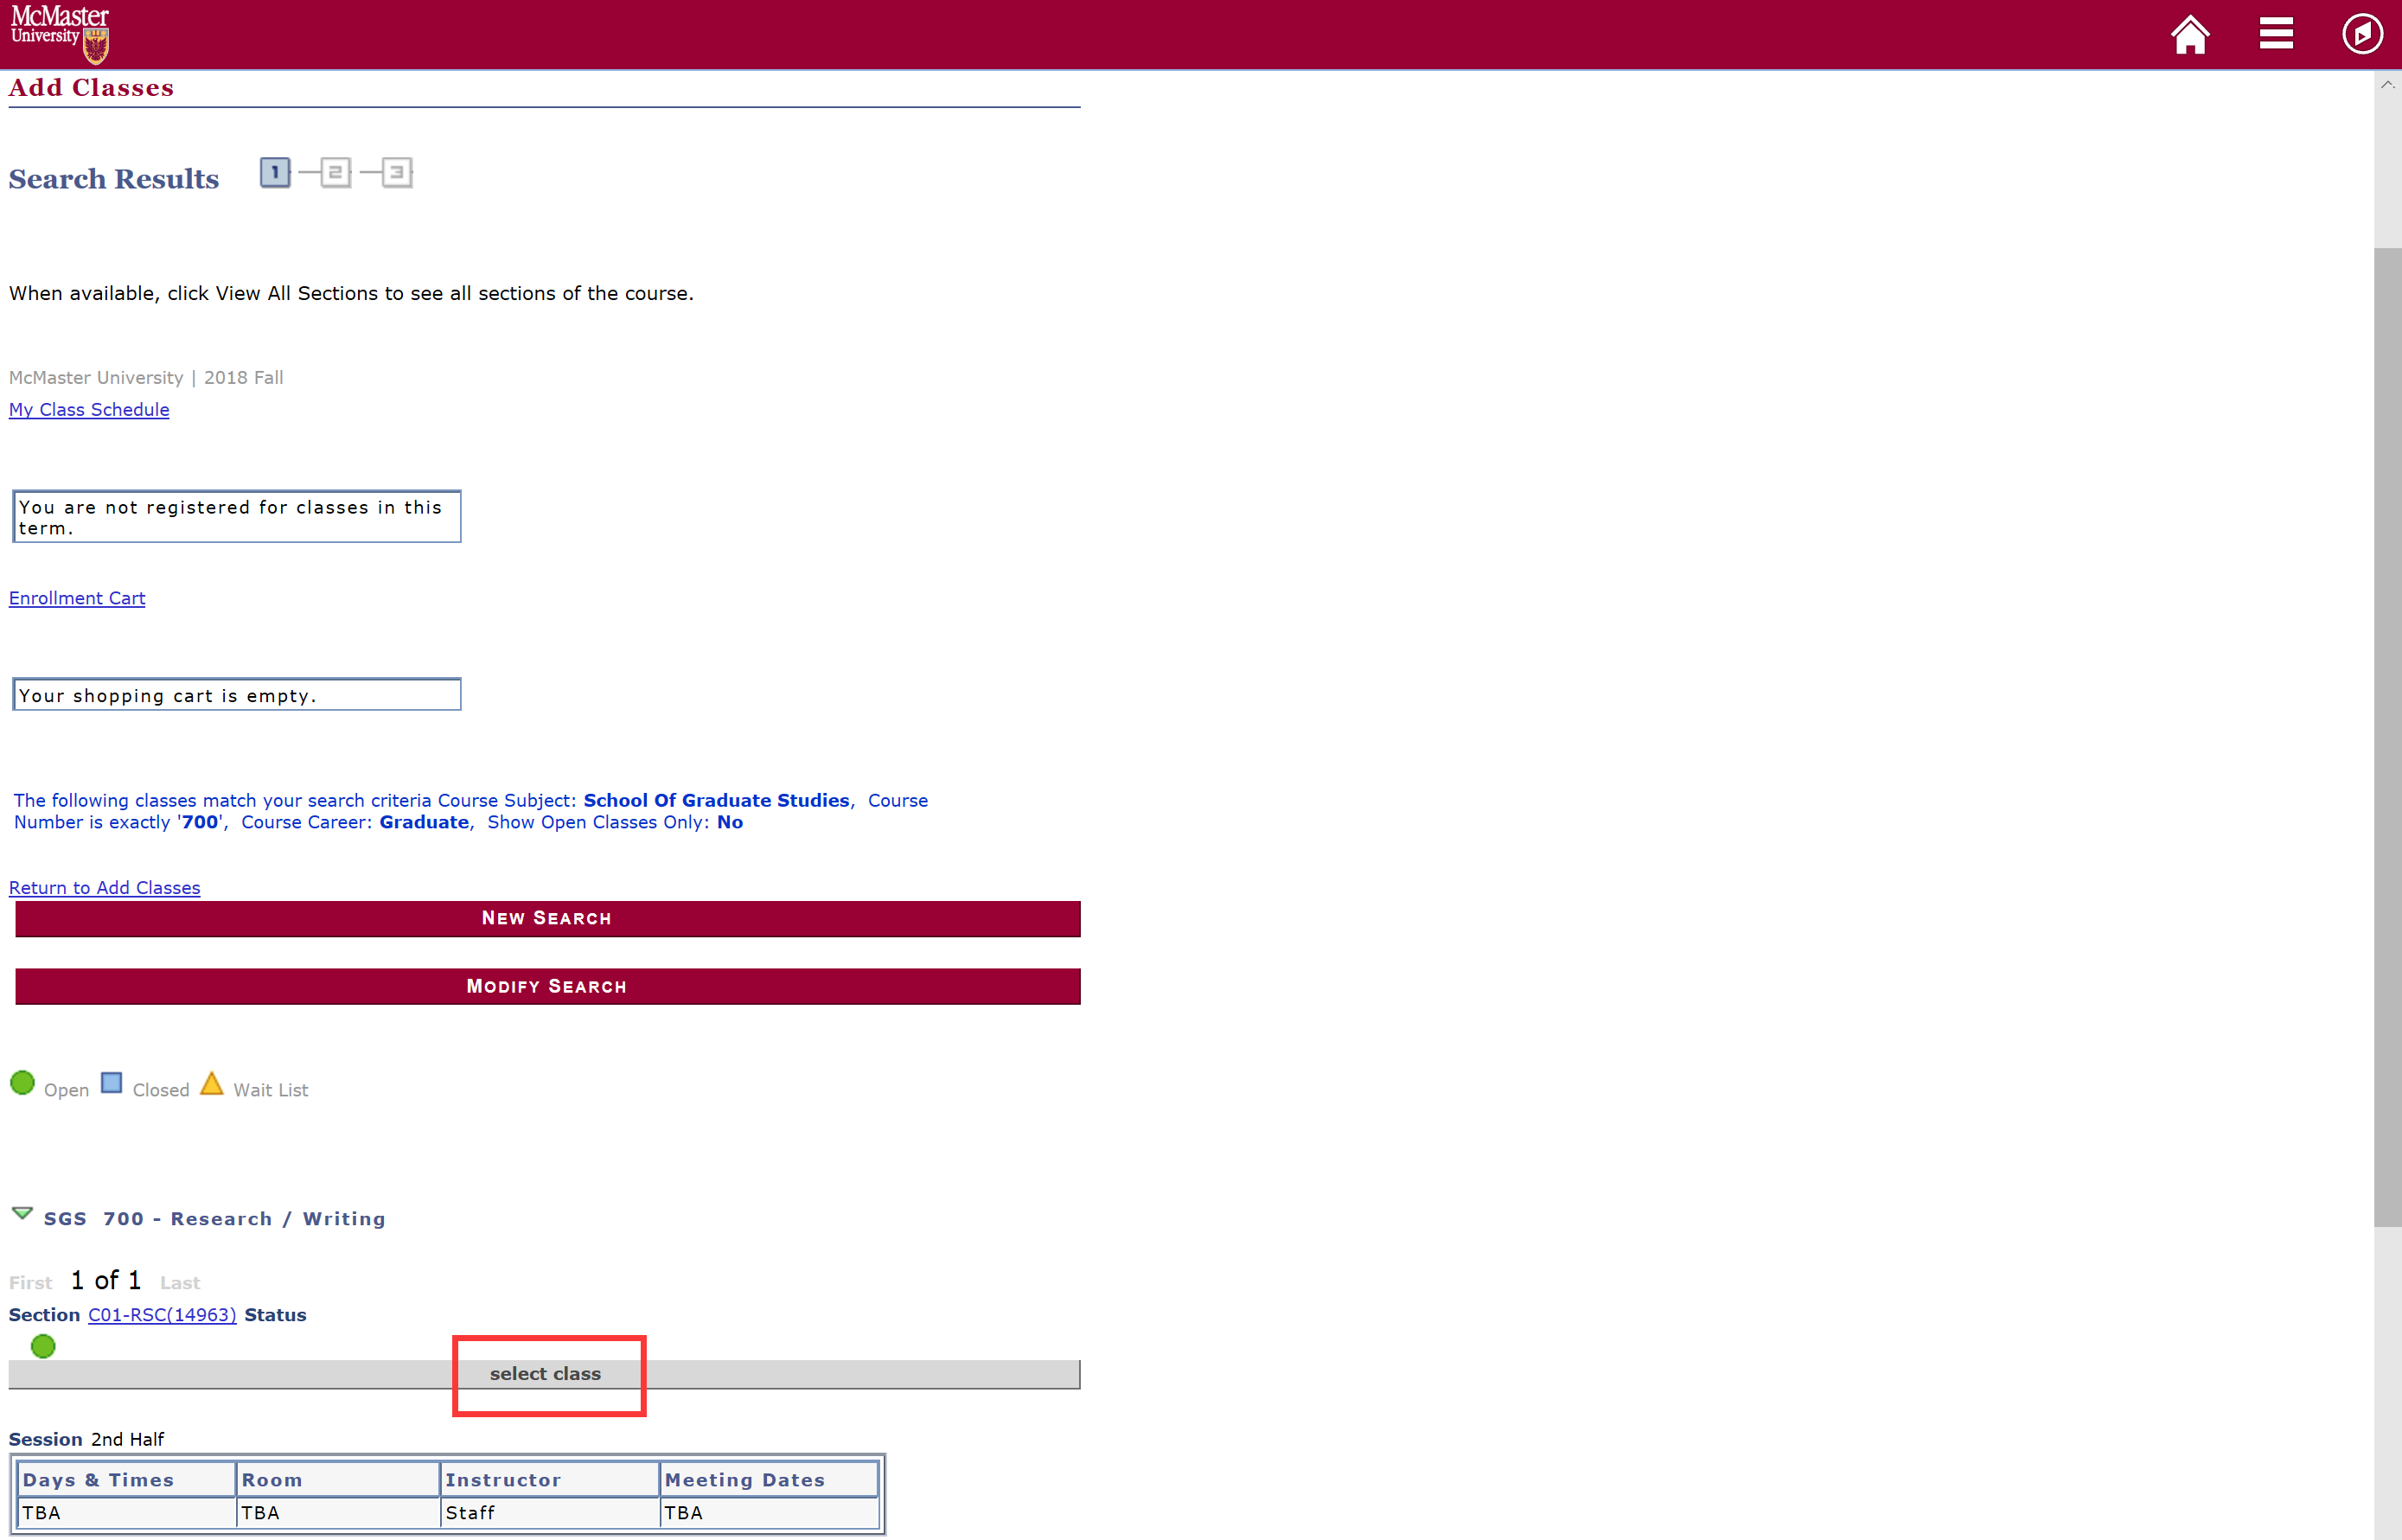 McMaster
University
Add Classes
Search Results 1 2 3
When available, click View All Sections to see all sections of the course.
McMaster University | 2018 Fall
My Class Schedule
You are not registered for classes in this
term.
Enrollment Cart
Your shopping cart is empty.
The following classes match your search criteria Course Subject: School Of Graduate Studies, Course
Number is exactly '700', Course Career: Graduate, Show Open Classes Only: No
Return to Add Classes
NEW SEARCH
MODIFY SEARCH
Open Closed Wait List
SGS 700 - Research / Writing
First 1 of 1 Last
Section C01-RSC(14963) Status
select class
Session 2nd Half
Days & Times Room Instructor Meeting Dates
TBA TBA Staff TBA